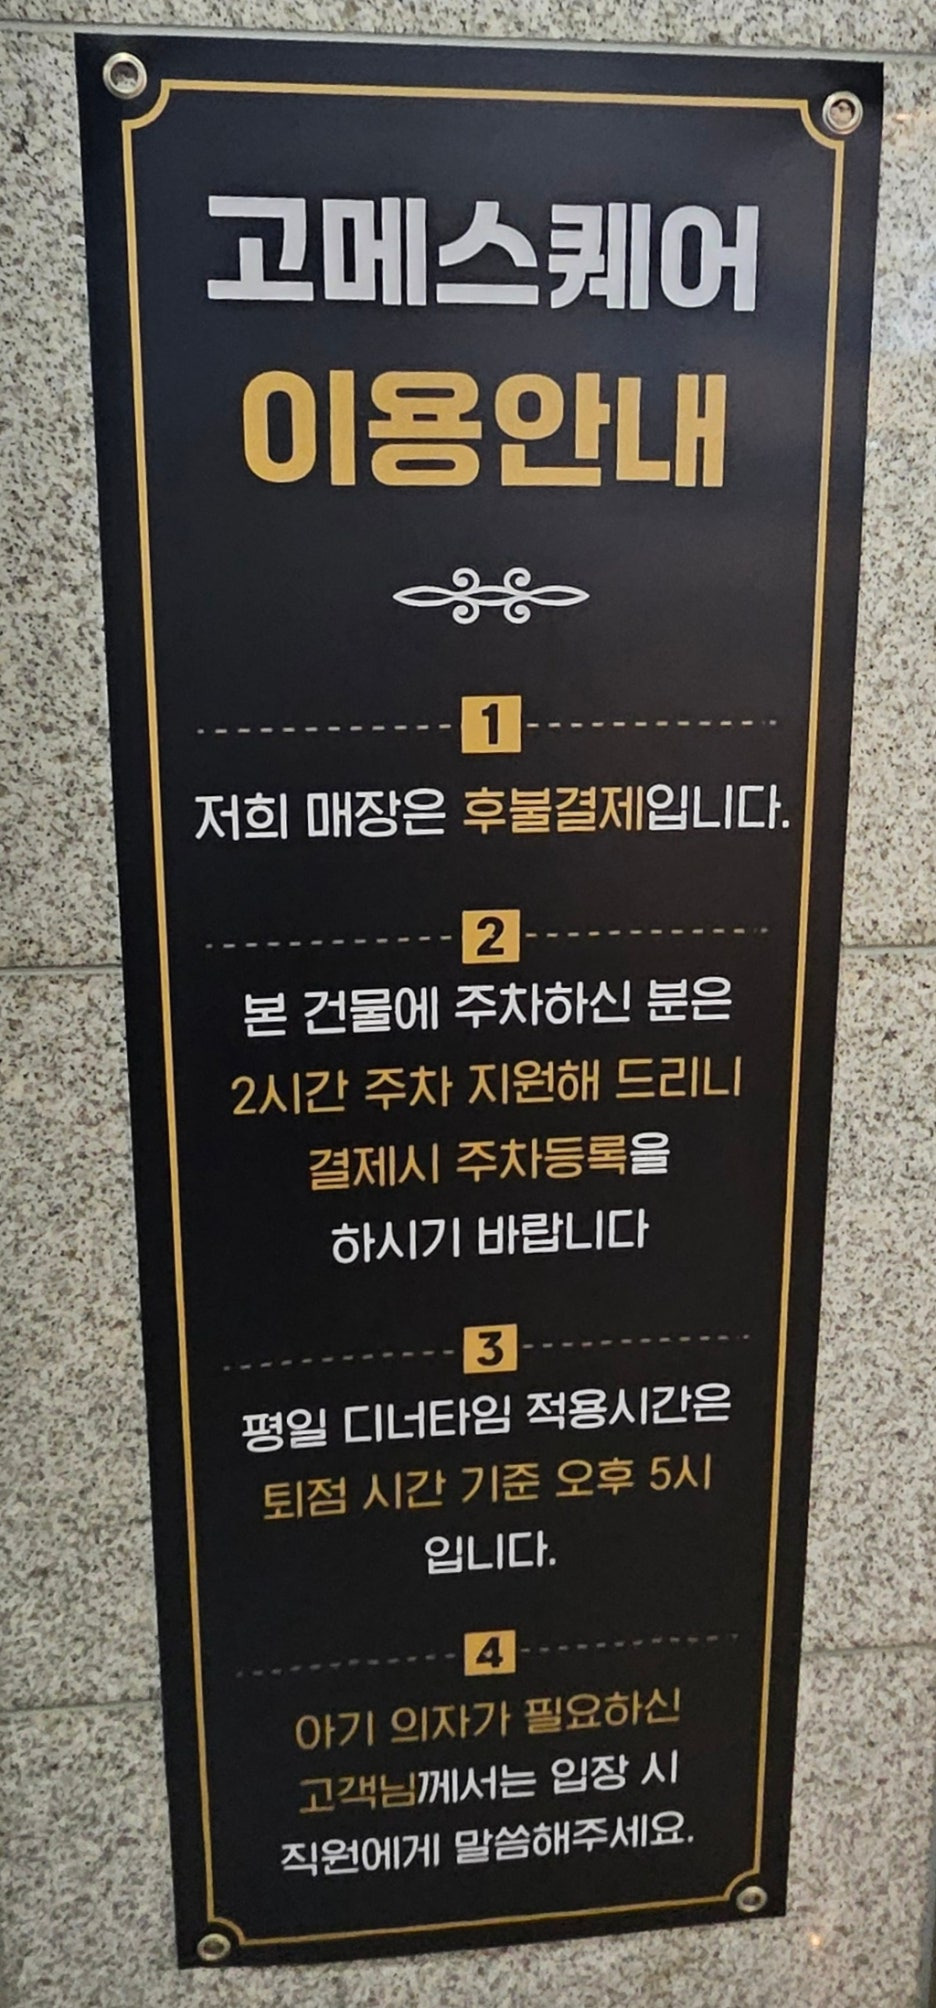 고메스퀘어
이용안내
1
저희 매장은 후불결제입니다.
2
본 건물에 주차하신 분은
2시간 주차 지원해 드리니
결제시 주차등록을
하시기 바랍니다
3
평일 디너타임 적용시간은
퇴점 시간 기준 오후 5시
입니다.
4
아기 의자가 필요하신
고객님께서는 입장 시
직원에게 말씀해주세요.